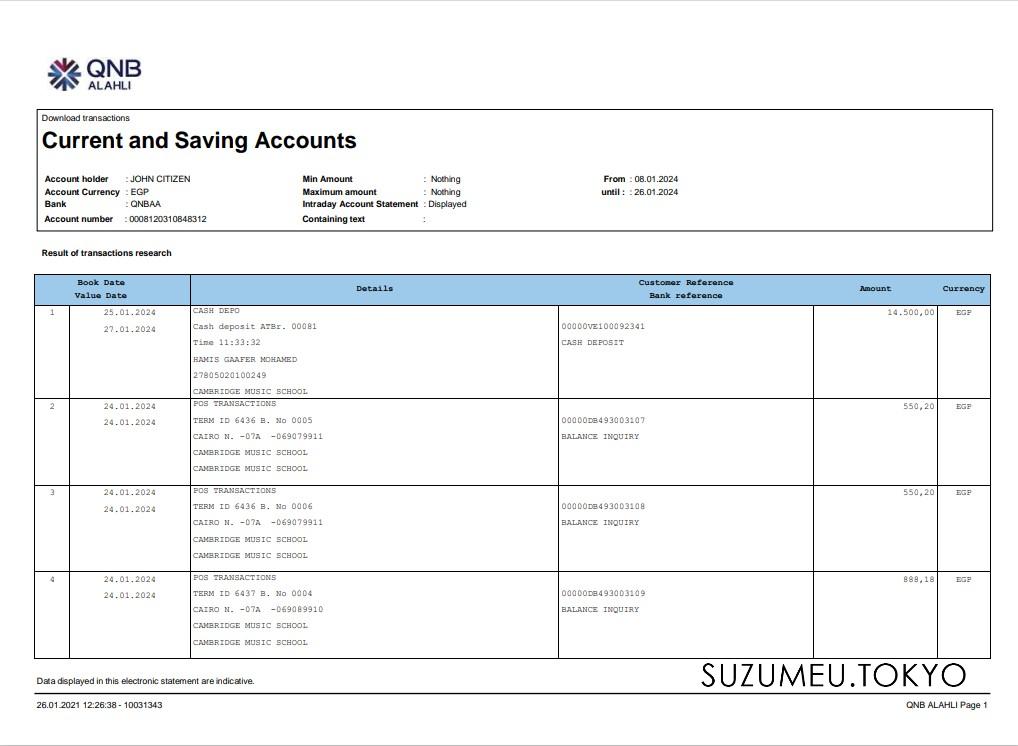 QNB
ALAHLI
Download transactions
Current and Saving Accounts
Account holder : JOHN CITIZEN Min Amount : Nothing From : 08.01.2024
Account Currency : EGP Maximum amount : Nothing until : : 26.01.2024
Bank : QNBAA Intraday Account Statement : Displayed
Account number : 0008120310848312 Containing text :
Result of transactions research
Book Date Customer Reference
Details Amount Currency
Value Date Bank reference
1 25.01.2024 CASH DEPO 14.500,00 EGP
27.01.2024 Cash deposit ATBr. 00081 00000VE100092341
Time 11:33:32 CASH DEPOSIT
HAMIS GAAFER MOHAMED
27805020100249
CAMBRIDGE MUSIC SCHOOL
2 24.01.2024 POS TRANSACTIONS 550,20 EGP
24.01.2024 TERM ID 6436 B. No 0005 00000DB493003107
CAIRO N. -07A -069079911 BALANCE INQUIRY
CAMBRIDGE MUSIC SCHOOL
CAMBRIDGE MUSIC SCHOOL
3 24.01.2024 POS TRANSACTIONS 550,20 EGP
24.01.2024 TERM ID 6436 B. No 0006 00000DB493003108
CAIRO N. -07A -069079911 BALANCE INQUIRY
CAMBRIDGE MUSIC SCHOOL
CAMBRIDGE MUSIC SCHOOL
4 24.01.2024 POS TRANSACTIONS 888,18 EGP
24.01.2024 TERM ID 6437 B. No 0004 00000DB493003109
CAIRO N. -07A -069089910 BALANCE INQUIRY
CAMBRIDGE MUSIC SCHOOL
CAMBRIDGE MUSIC SCHOOL
SUZUMEU.TOKYO
Data displayed in this electronic statement are indicative.
26.01.2021 12:26:38 - 10031343 QNB ALAHLI Page 1